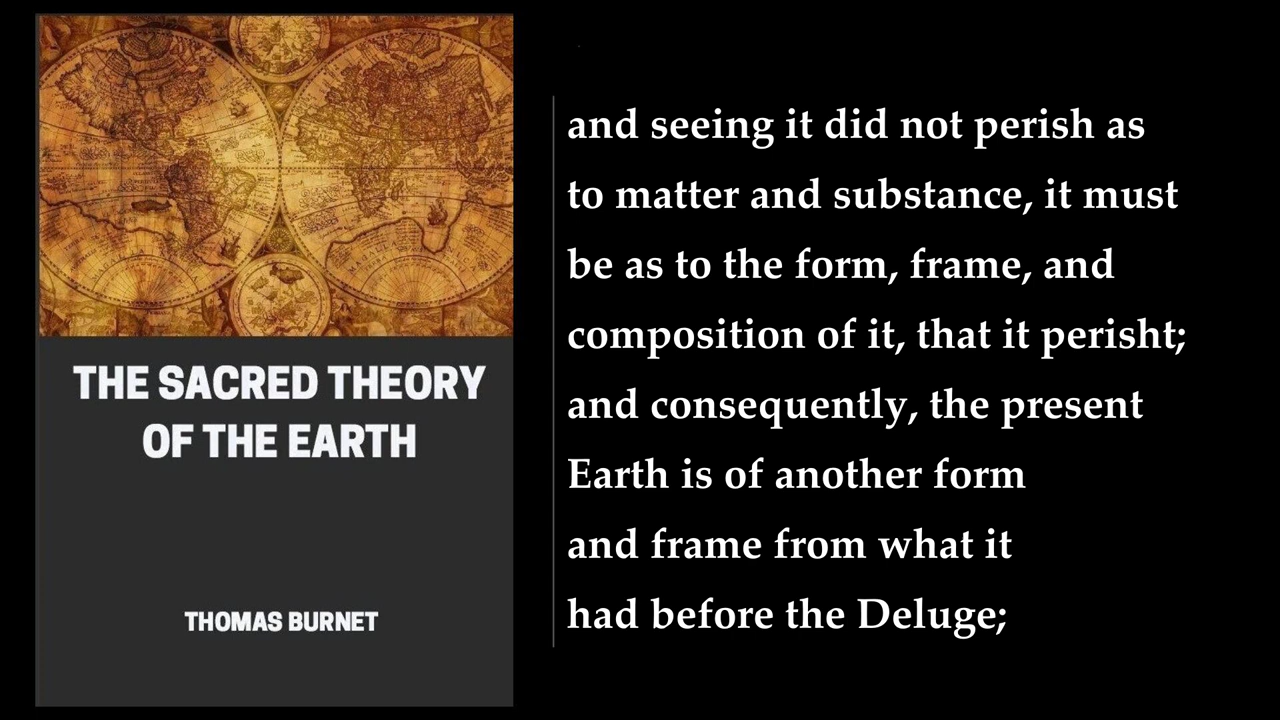 THE SACRED THEORY
OF THE EARTH
THOMAS BURNET
and seeing it did not perish as
to matter and substance, it must
be as to the form, frame, and
composition of it, that it perisht;
and consequently, the present
Earth is of another form
and frame from what it
had before the Deluge;